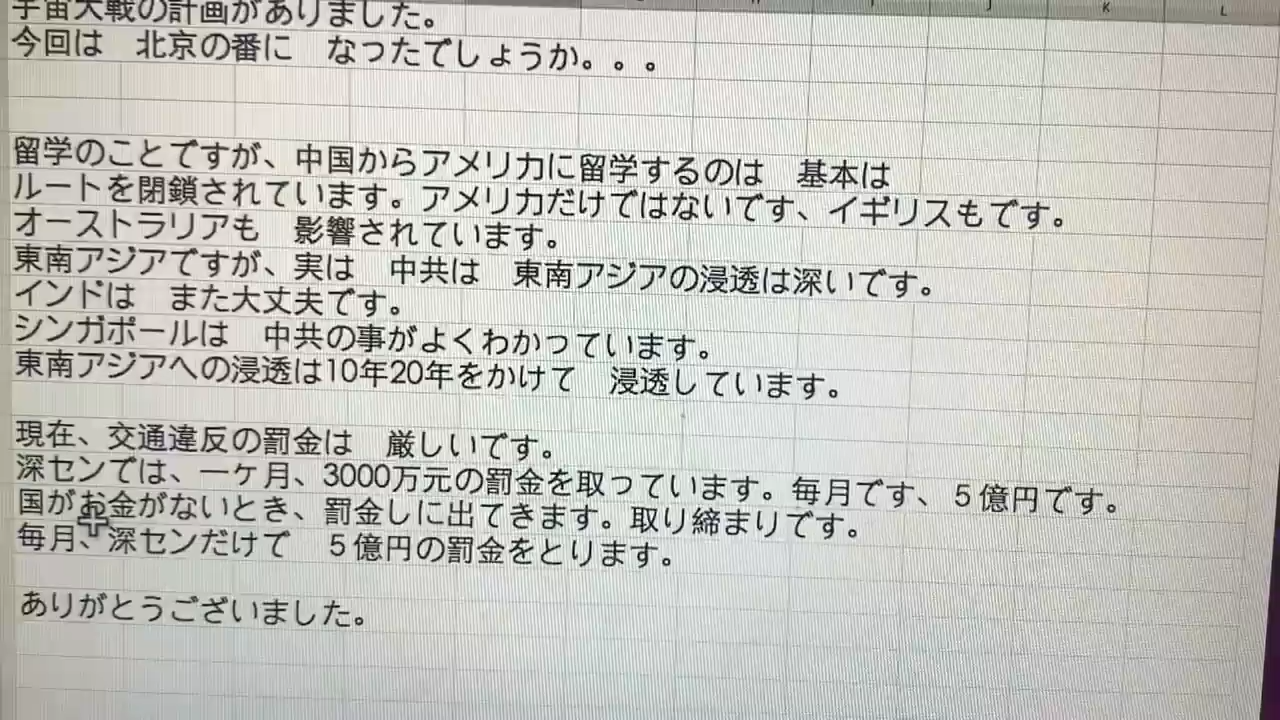 K L
宇宙大戦の計画がありました。
今回は　北京の番に　なったでしょうか。。。
留学のことですが、中国からアメリカに留学するのは　基本は
ルートを閉鎖されています。アメリカだけではないです、イギリスもです。
オーストラリアも　影響されています。
東南アジアですが、実は　中共は　東南アジアの浸透は深いです。
インドは　また大丈夫です。
シンガポールは　中共の事がよくわかっています。
東南アジアへの浸透は10年20年をかけて　浸透しています。
現在、交通違反の罰金は　厳しいです。
深センでは、一ケ月、3000万元の罰金を取っています。毎月です、５億円です。
国がお金がないとき、罰金しに出てきます。取り締まりです。
毎月、深センだけで　５億円の罰金をとります。
ありがとうございました。